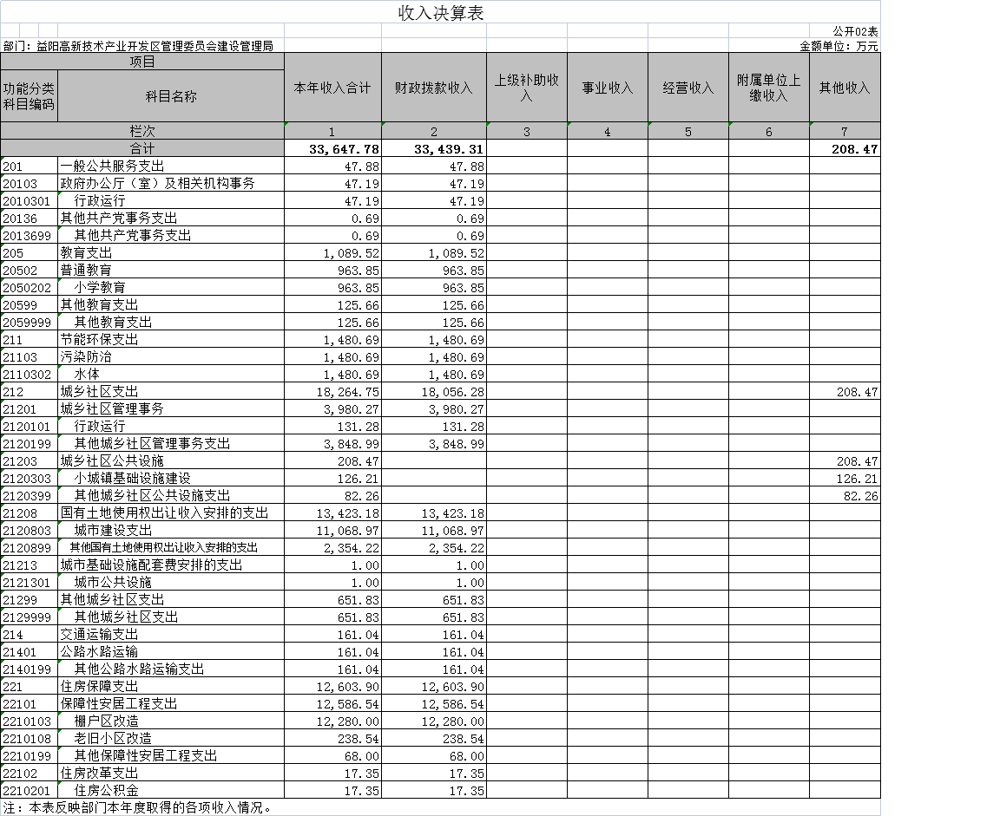 收入决算表
公开02表
部门：益阳高新技术产业开发区管理委员会建设管理局 金额单位：万元
项目 本年收入合计 财政拨款收入 上级补助收入 事业收入 经营收入 附属单位上缴收入 其他收入
功能分类科目编码 科目名称
栏次 1 2 3 4 5 6 7
合计 33,647.78 33,439.31 208.47
201 一般公共服务支出 47.88 47.88
20103 政府办公厅（室）及相关机构事务 47.19 47.19
2010301 行政运行 47.19 47.19
20136 其他共产党事务支出 0.69 0.69
2013699 其他共产党事务支出 0.69 0.69
205 教育支出 1,089.52 1,089.52
20502 普通教育 963.85 963.85
2050202 小学教育 963.85 963.85
20599 其他教育支出 125.66 125.66
2059999 其他教育支出 125.66 125.66
211 节能环保支出 1,480.69 1,480.69
21103 污染防治 1,480.69 1,480.69
2110302 水体 1,480.69 1,480.69
212 城乡社区支出 18,264.75 18,056.28 208.47
21201 城乡社区管理事务 3,980.27 3,980.27
2120101 行政运行 131.28 131.28
2120199 其他城乡社区管理事务支出 3,848.99 3,848.99
21203 城乡社区公共设施 208.47 208.47
2120303 小城镇基础设施建设 126.21 126.21
2120399 其他城乡社区公共设施支出 82.26 82.26
21208 国有土地使用权出让收入安排的支出 13,423.18 13,423.18
2120803 城市建设支出 11,068.97 11,068.97
2120899 其他国有土地使用权出让收入安排的支出 2,354.22 2,354.22
21213 城市基础设施配套费安排的支出 1.00 1.00
2121301 城市公共设施 1.00 1.00
21299 其他城乡社区支出 651.83 651.83
2129999 其他城乡社区支出 651.83 651.83
214 交通运输支出 161.04 161.04
21401 公路水路运输 161.04 161.04
2140199 其他公路水路运输支出 161.04 161.04
221 住房保障支出 12,603.90 12,603.90
22101 保障性安居工程支出 12,586.54 12,586.54
2210103 棚户区改造 12,280.00 12,280.00
2210108 老旧小区改造 238.54 238.54
2210199 其他保障性安居工程支出 68.00 68.00
22102 住房改革支出 17.35 17.35
2210201 住房公积金 17.35 17.35
注：本表反映部门本年度取得的各项收入情况。